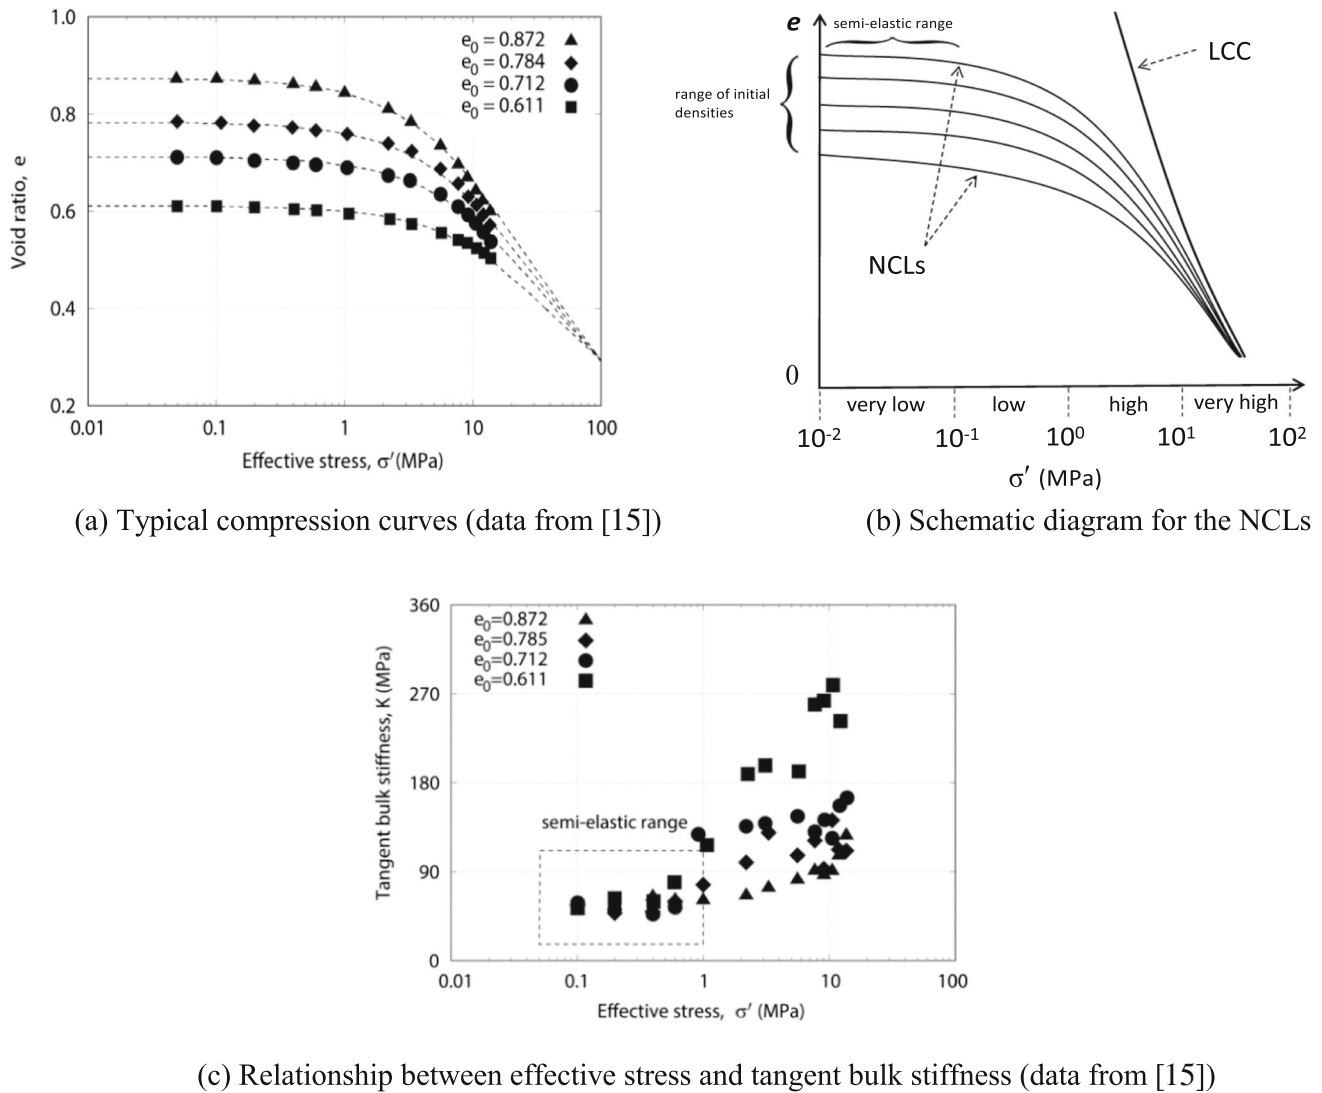 1.0
0.8
0.6
0.4
0.2
Void ratio, e
e0 = 0.872
e0 = 0.784
e0 = 0.712
e0 = 0.611
0.01 0.1 1 10 100
Effective stress, σ′(MPa)
(a) Typical compression curves (data from [15])
e
semi-elastic range
LCC
range of initial
densities
NCLs
0
very low low high very high
10-2 10-1 100 101 102
σ′ (MPa)
(b) Schematic diagram for the NCLs
360
270
180
90
0
Tangent bulk stiffness, K (MPa)
e0=0.872
e0=0.785
e0=0.712
e0=0.611
semi-elastic range
0.01 0.1 1 10 100
Effective stress, σ′ (MPa)
(c) Relationship between effective stress and tangent bulk stiffness (data from [15])